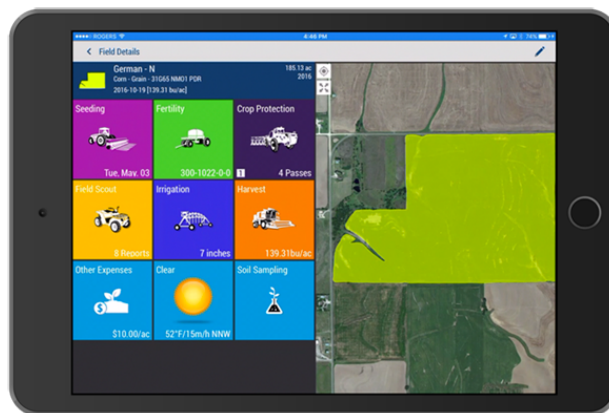 ROGERS
4:46 PM
74%
Field Details
German - N
185.13 ac
Corn - Grain - 31G65 NM01 PDR
2016
2016-10-19 [139.31 bu/ac]
Seeding
Fertility
Crop Protection
Tue. May. 03
300-1022-0-0
1
4 Passes
Field Scout
Irrigation
Harvest
8 Reports
7 inches
139.31bu/ac
Other Expenses
Clear
Soil Sampling
$
$10.00/ac
52°F/15m/h NNW